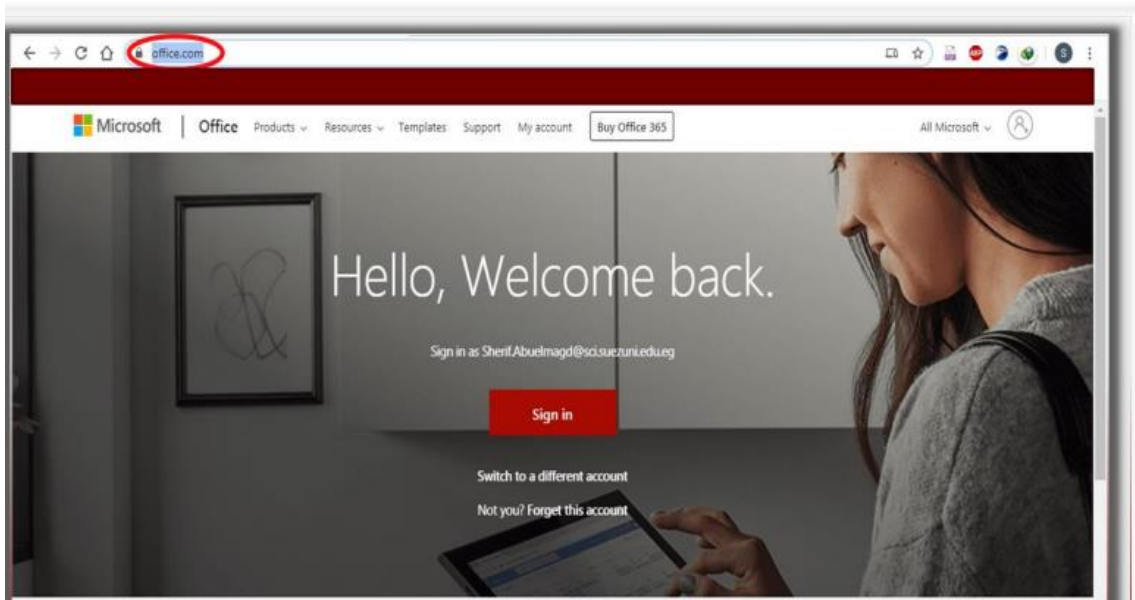 office.com
Microsoft | Office Products Resources Templates Support My account Buy Office 365 All Microsoft
Hello, Welcome back.
Sign in as Sherif.Abuelmagd@sci.suezuni.edu.eg
Sign in
Switch to a different account
Not you? Forget this account